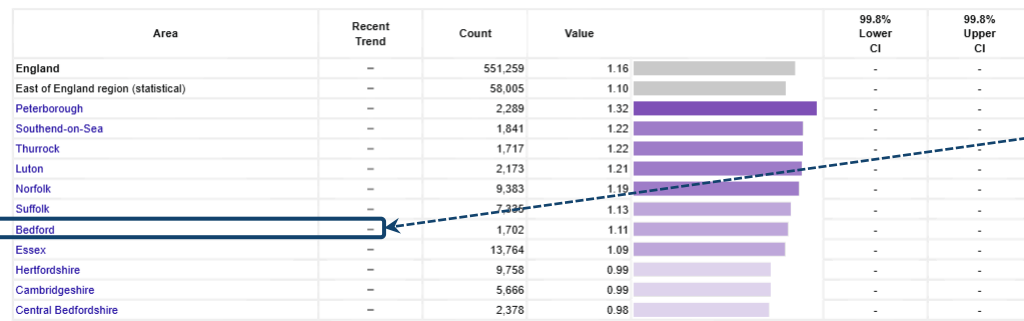 Area Recent Trend Count Value 99.8% Lower CI 99.8% Upper CI
England – 551,259 1.16 - -
East of England region (statistical) – 58,005 1.10 - -
Peterborough – 2,289 1.32 - -
Southend-on-Sea – 1,841 1.22 - -
Thurrock – 1,717 1.22 - -
Luton – 2,173 1.21 - -
Norfolk – 9,383 1.19 - -
Suffolk – 7,335 1.13 - -
Bedford – 1,702 1.11 - -
Essex – 13,764 1.09 - -
Hertfordshire – 9,758 0.99 - -
Cambridgeshire – 5,666 0.99 - -
Central Bedfordshire – 2,378 0.98 - -